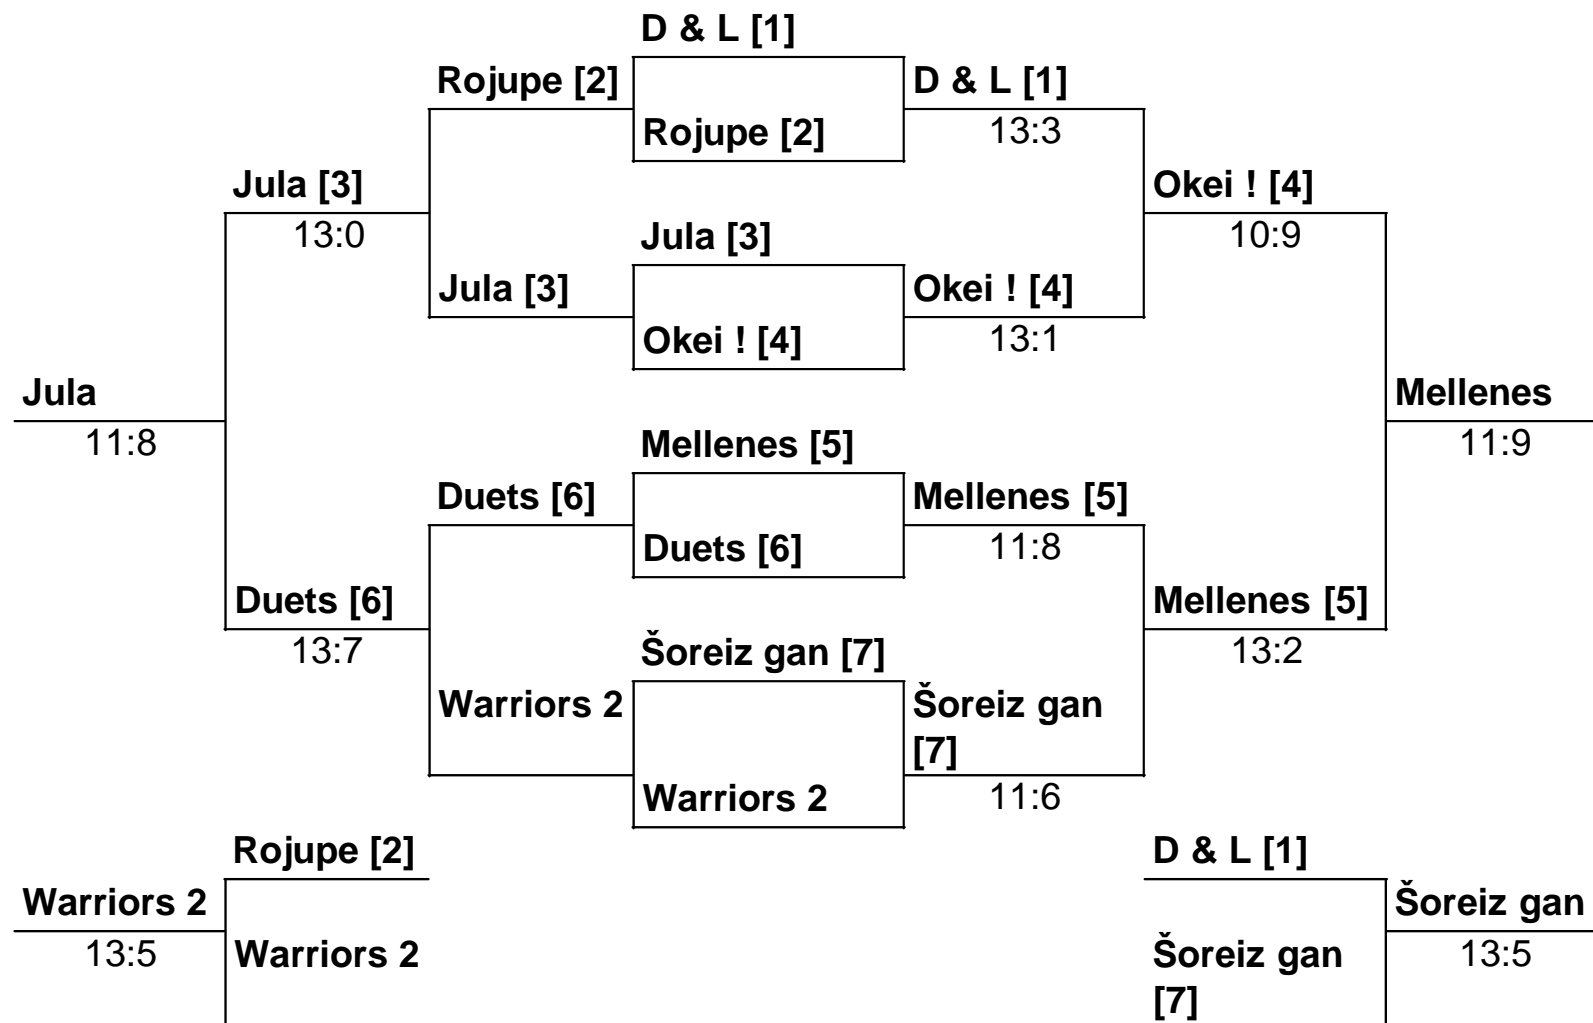 D & L [1]
Rojupe [2]
D & L [1]
Rojupe [2]
13:3
Jula [3]
Okei ! [4]
13:0
Jula [3]
10:9
Jula [3]
Okei ! [4]
Okei ! [4]
13:1
Jula
Mellenes
11:8
Mellenes [5]
11:9
Duets [6]
Mellenes [5]
Duets [6]
11:8
Duets [6]
Mellenes [5]
13:7
Šoreiz gan [7]
13:2
Warriors 2
Šoreiz gan
[7]
Warriors 2
11:6
Rojupe [2]
D & L [1]
Warriors 2
Šoreiz gan
13:5
Warriors 2
Šoreiz gan
[7]
13:5